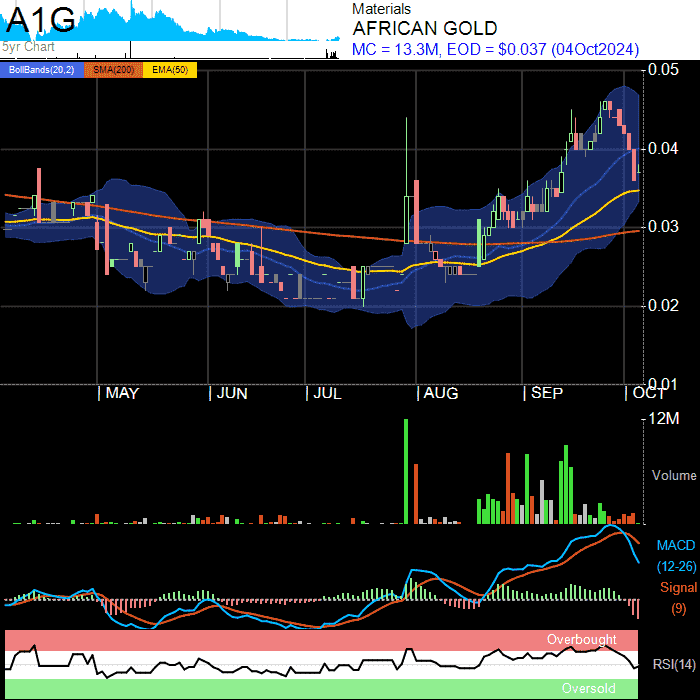 A1G
5yr Chart
Materials
AFRICAN GOLD
MC = 13.3M, EOD = $0.037 (04Oct2024)
BollBands(20,2) SMA(200) EMA(50)
0.05
0.04
0.03
0.02
0.01
MAY JUN JUL AUG SEP OCT
12M
Volume
MACD
(12-26)
Signal
(9)
Overbought
RSI(14)
Oversold